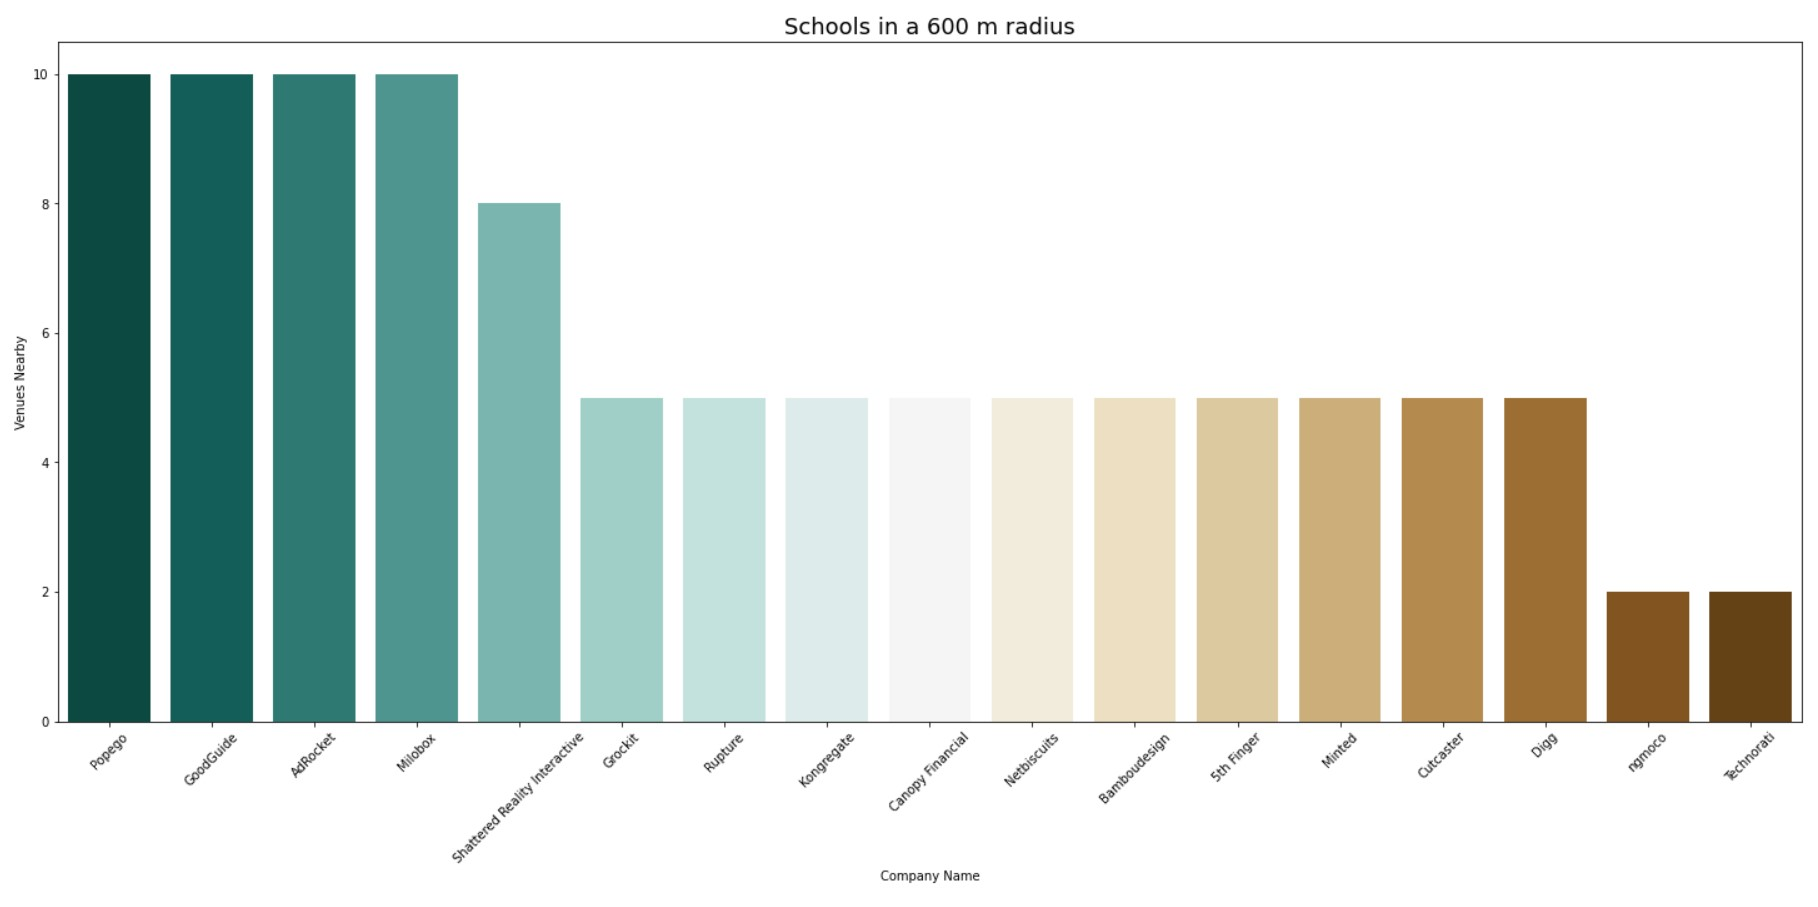 Schools in a 600 m radius
Venues Nearby
10
8
6
4
2
0
Popego
GoodGuide
AdRocket
Milobox
Shattered Reality Interactive
Grockit
Rupture
Kongregate
Canopy Financial
Netbiscuits
Bamboudesign
5th Finger
Minted
Cutcaster
Digg
ngmoco
Technorati
Company Name